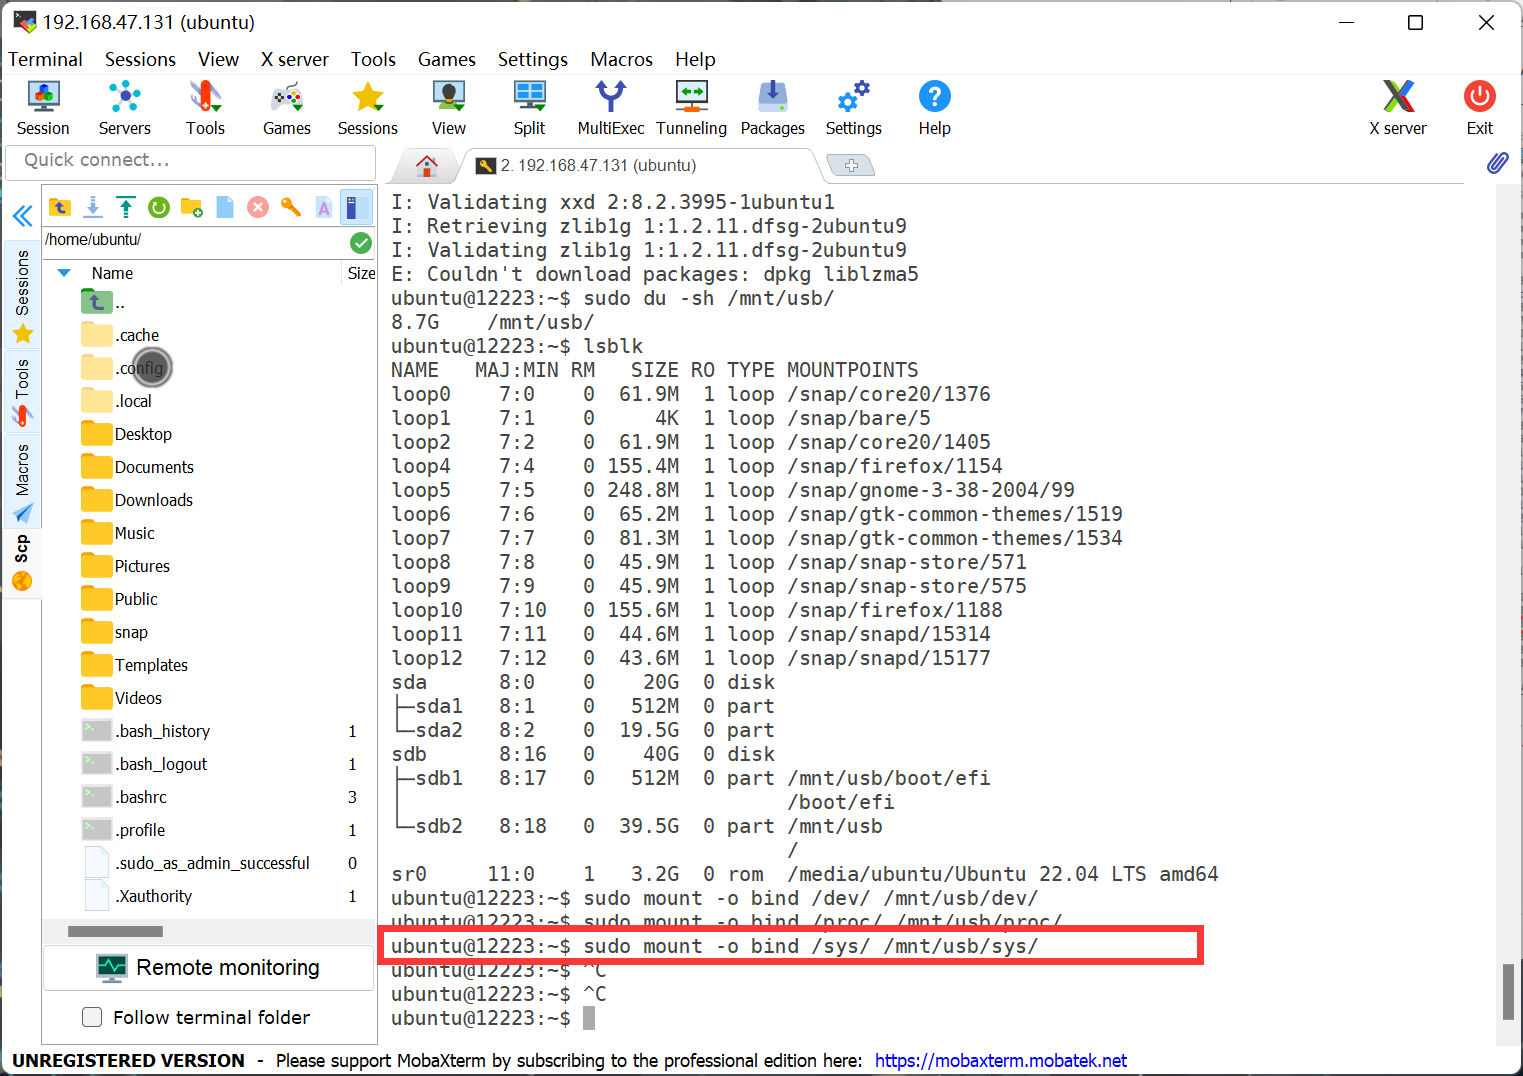 192.168.47.131 (ubuntu)
Terminal Sessions View X server Tools Games Settings Macros Help
Session Servers Tools Games Sessions View Split MultiExec Tunneling Packages Settings Help X server Exit
Quick connect...
2. 192.168.47.131 (ubuntu)
/home/ubuntu/
Name Size
..
.cache
.config
.local
Desktop
Documents
Downloads
Music
Pictures
Public
snap
Templates
Videos
.bash_history 1
.bash_logout 1
.bashrc 3
.profile 1
.sudo_as_admin_successful 0
.Xauthority 1
Sessions
Tools
Macros
Scp
Remote monitoring
Follow terminal folder
I: Validating xxd 2:8.2.3995-1ubuntu1
I: Retrieving zlib1g 1:1.2.11.dfsg-2ubuntu9
I: Validating zlib1g 1:1.2.11.dfsg-2ubuntu9
E: Couldn't download packages: dpkg liblzma5
ubuntu@12223:~$ sudo du -sh /mnt/usb/
8.7G    /mnt/usb/
ubuntu@12223:~$ lsblk
NAME   MAJ:MIN RM   SIZE RO TYPE MOUNTPOINTS
loop0    7:0    0  61.9M  1 loop /snap/core20/1376
loop1    7:1    0     4K  1 loop /snap/bare/5
loop2    7:2    0  61.9M  1 loop /snap/core20/1405
loop4    7:4    0 155.4M  1 loop /snap/firefox/1154
loop5    7:5    0 248.8M  1 loop /snap/gnome-3-38-2004/99
loop6    7:6    0  65.2M  1 loop /snap/gtk-common-themes/1519
loop7    7:7    0  81.3M  1 loop /snap/gtk-common-themes/1534
loop8    7:8    0  45.9M  1 loop /snap/snap-store/571
loop9    7:9    0  45.9M  1 loop /snap/snap-store/575
loop10   7:10   0 155.6M  1 loop /snap/firefox/1188
loop11   7:11   0  44.6M  1 loop /snap/snapd/15314
loop12   7:12   0  43.6M  1 loop /snap/snapd/15177
sda      8:0    0    20G  0 disk
├─sda1   8:1    0   512M  0 part
└─sda2   8:2    0  19.5G  0 part
sdb      8:16   0    40G  0 disk
├─sdb1   8:17   0   512M  0 part /mnt/usb/boot/efi
│                                /boot/efi
└─sdb2   8:18   0  39.5G  0 part /mnt/usb
                                 /
sr0     11:0    1   3.2G  0 rom  /media/ubuntu/Ubuntu 22.04 LTS amd64
ubuntu@12223:~$ sudo mount -o bind /dev/ /mnt/usb/dev/
ubuntu@12223:~$ sudo mount -o bind /proc/ /mnt/usb/proc/
ubuntu@12223:~$ sudo mount -o bind /sys/ /mnt/usb/sys/
ubuntu@12223:~$ ^C
ubuntu@12223:~$ ^C
ubuntu@12223:~$
UNREGISTERED VERSION - Please support MobaXterm by subscribing to the professional edition here: https://mobaxterm.mobatek.net